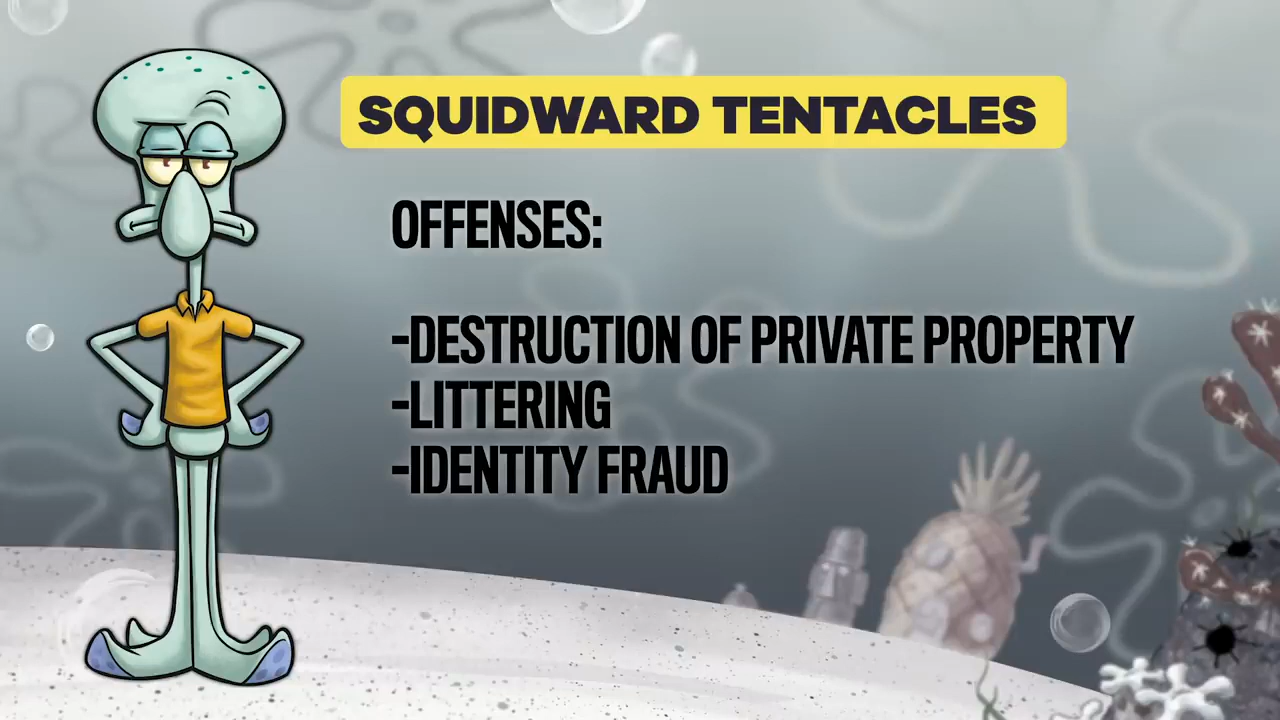 SQUIDWARD TENTACLES
OFFENSES:
-DESTRUCTION OF PRIVATE PROPERTY
-LITTERING
-IDENTITY FRAUD